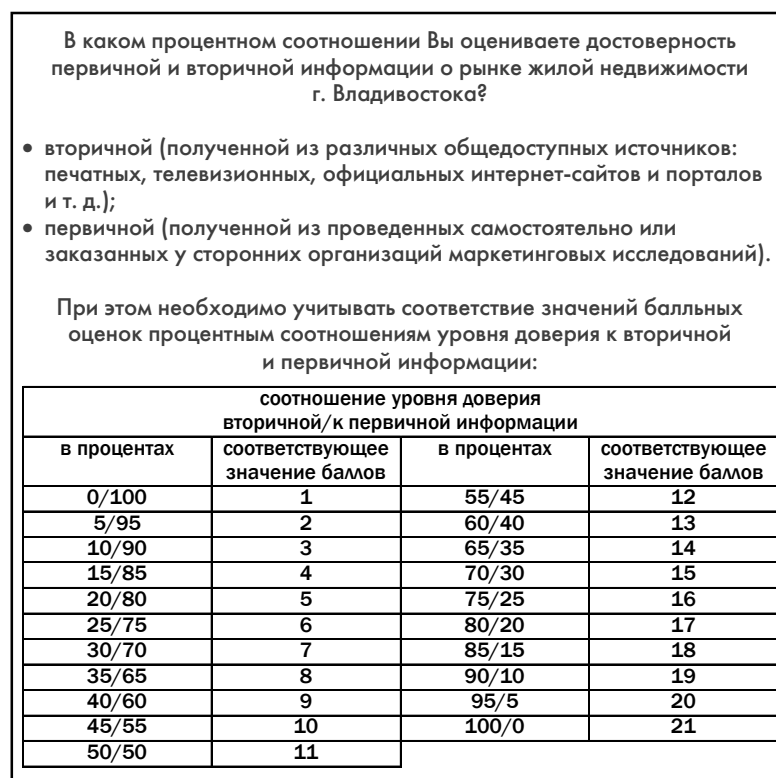 В каком процентном соотношении Вы оцениваете достоверность
первичной и вторичной информации о рынке жилой недвижимости
г. Владивостока?
• вторичной (полученной из различных общедоступных источников:
печатных, телевизионных, официальных интернет-сайтов и порталов
и т. д.);
• первичной (полученной из проведенных самостоятельно или
заказанных у сторонних организаций маркетинговых исследований).
При этом необходимо учитывать соответствие значений балльных
оценок процентным соотношениям уровня доверия к вторичной
и первичной информации:
соотношение уровня доверия
вторичной/к первичной информации
в процентах соответствующее значение баллов в процентах соответствующее значение баллов
0/100 1 55/45 12
5/95 2 60/40 13
10/90 3 65/35 14
15/85 4 70/30 15
20/80 5 75/25 16
25/75 6 80/20 17
30/70 7 85/15 18
35/65 8 90/10 19
40/60 9 95/5 20
45/55 10 100/0 21
50/50 11